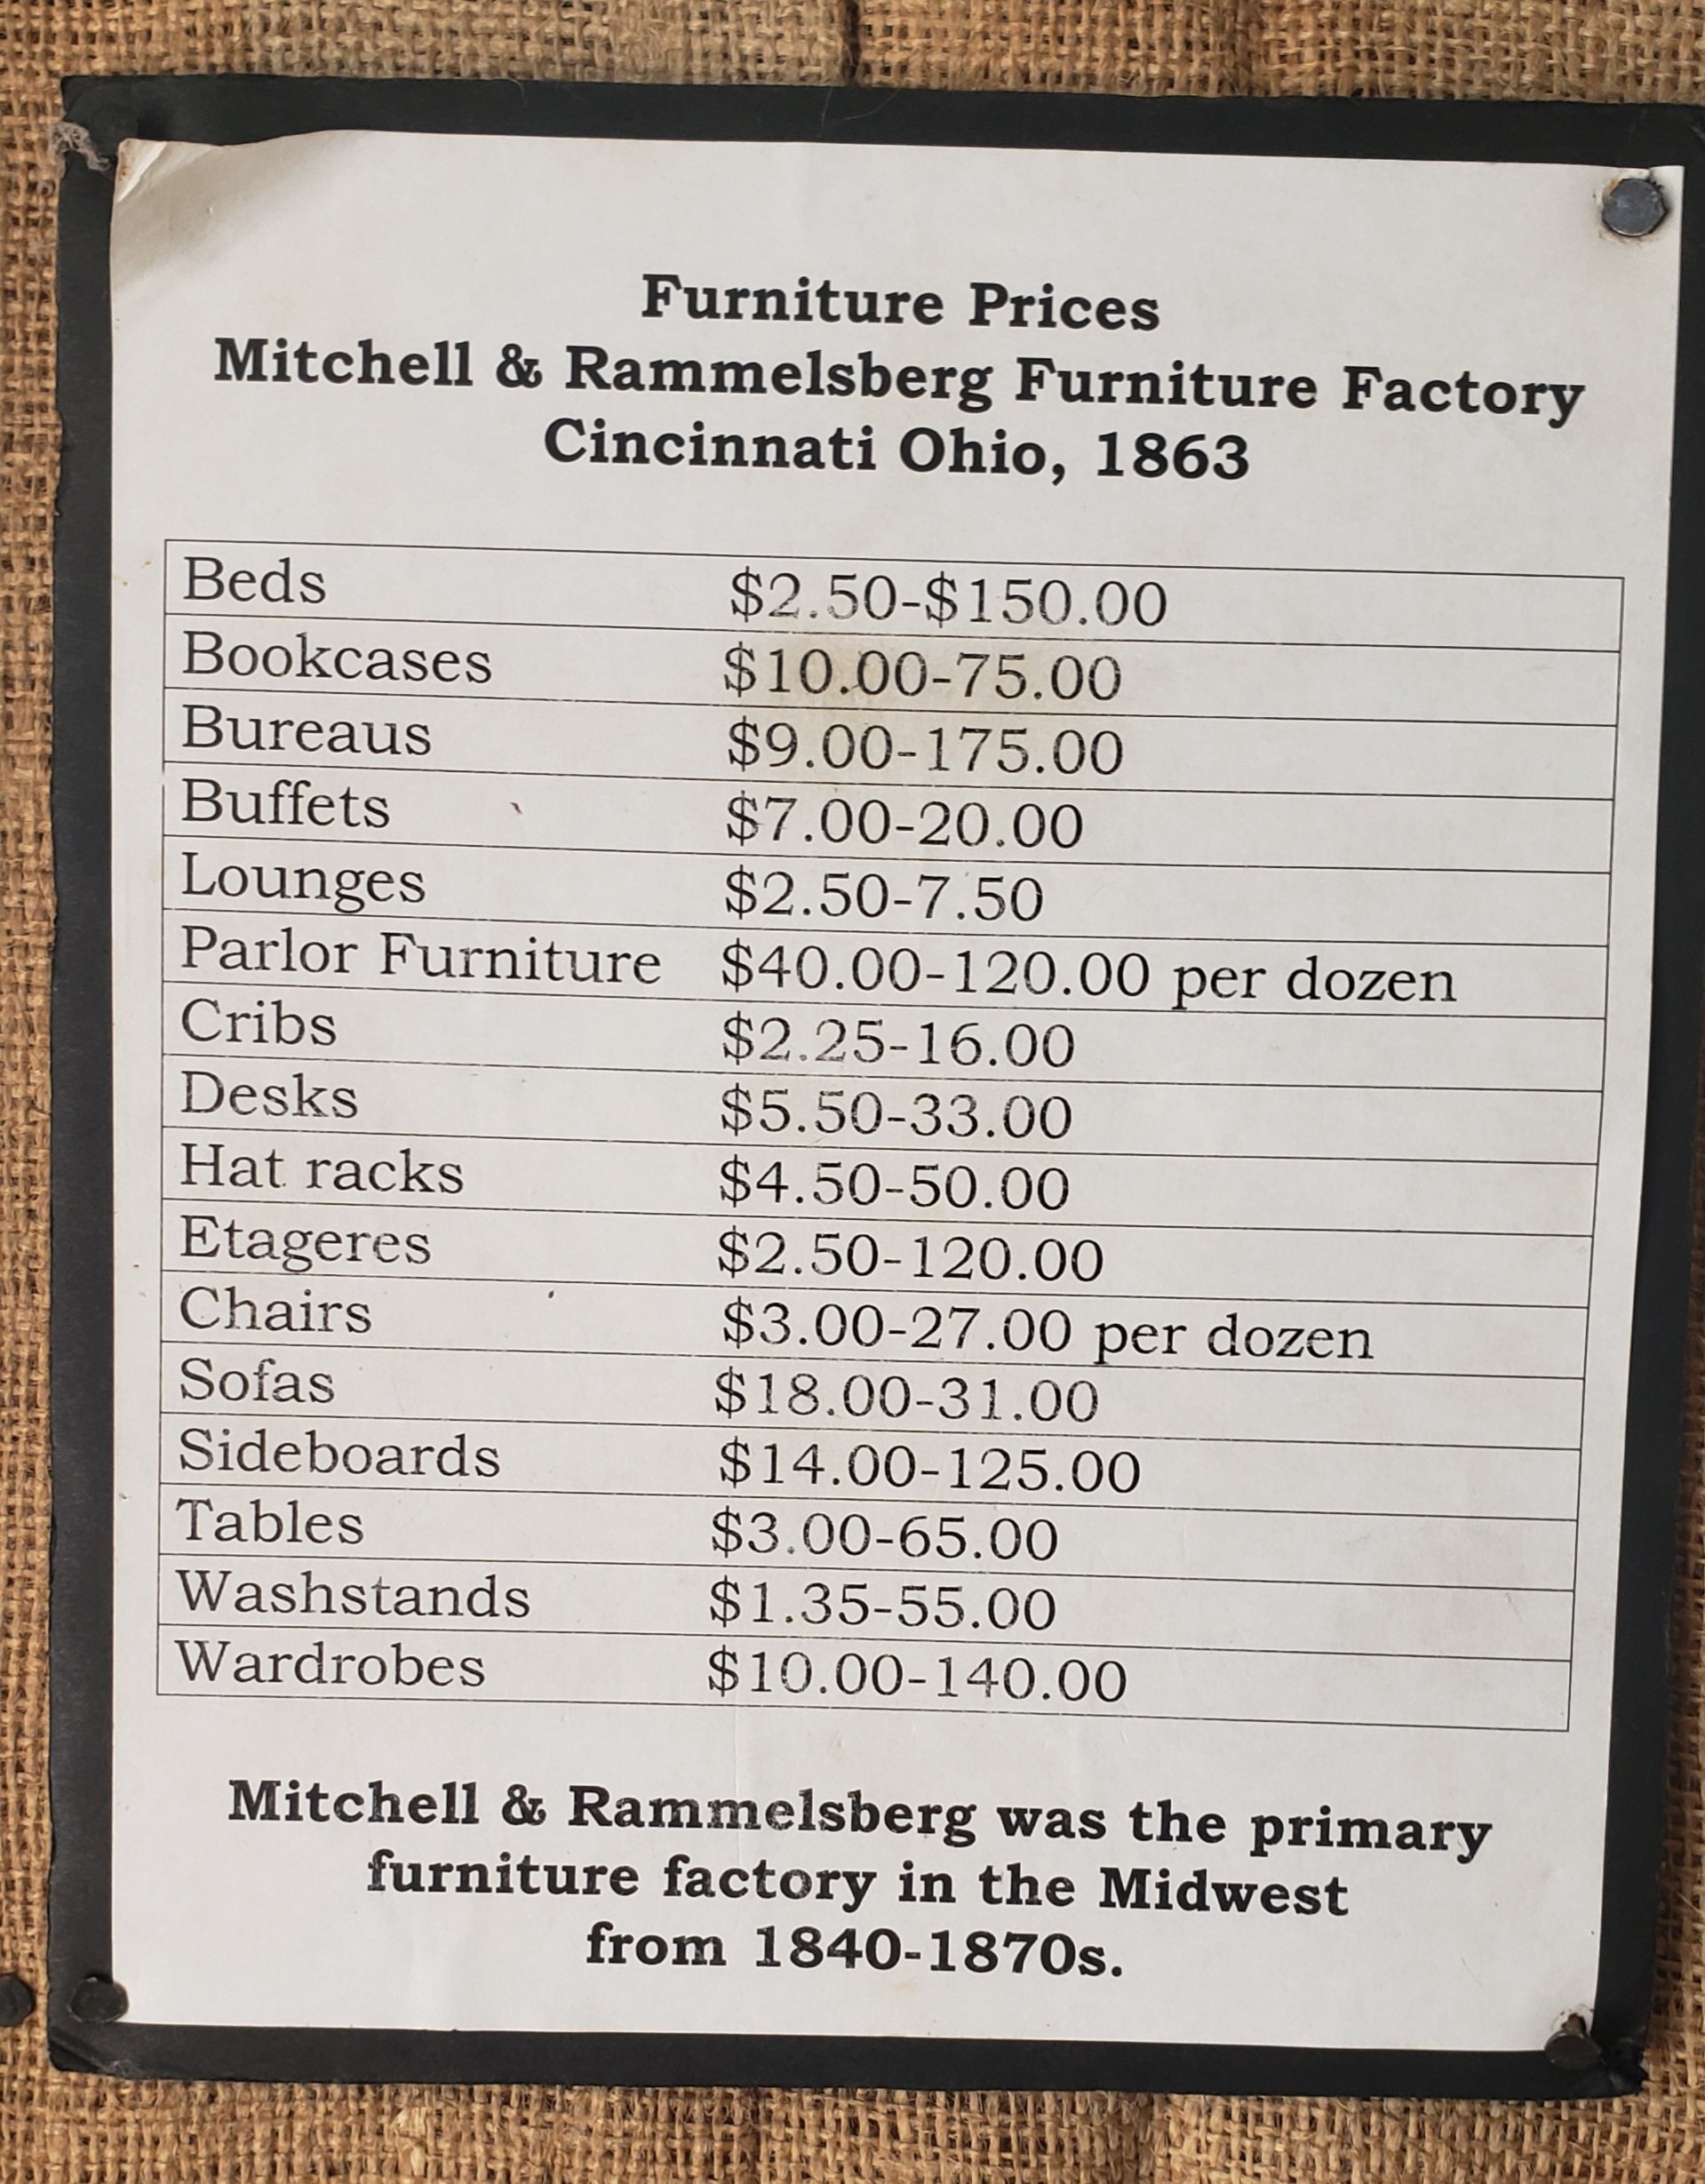 Furniture Prices
Mitchell & Rammelsberg Furniture Factory
Cincinnati Ohio, 1863
Beds $2.50-$150.00
Bookcases $10.00-75.00
Bureaus $9.00-175.00
Buffets $7.00-20.00
Lounges $2.50-7.50
Parlor Furniture $40.00-120.00 per dozen
Cribs $2.25-16.00
Desks $5.50-33.00
Hat racks $4.50-50.00
Etageres $2.50-120.00
Chairs $3.00-27.00 per dozen
Sofas $18.00-31.00
Sideboards $14.00-125.00
Tables $3.00-65.00
Washstands $1.35-55.00
Wardrobes $10.00-140.00
Mitchell & Rammelsberg was the primary
furniture factory in the Midwest
from 1840-1870s.